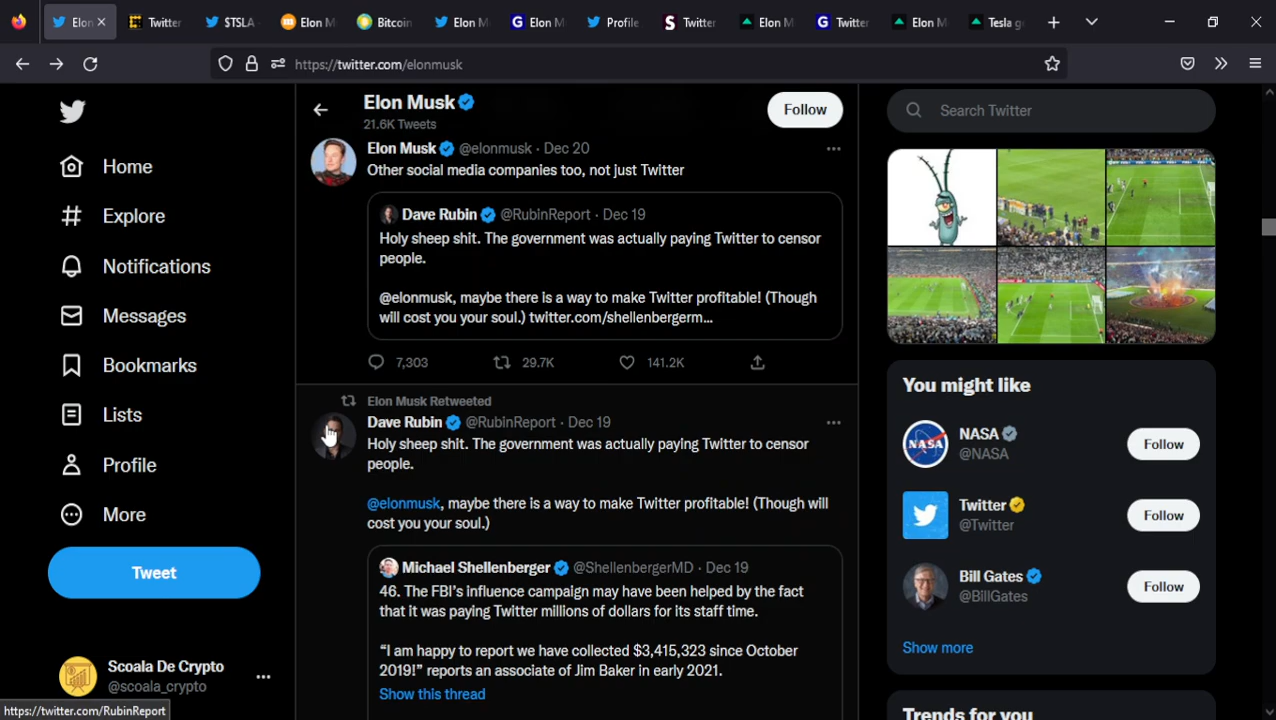 Elon
Twitter
$TSLA
Elon M
Bitcoin
Elon M
Elon M
Profile
Twitter
Elon M
Twitter
Elon M
Tesla g
https://twitter.com/elonmusk
Home
Explore
Notifications
Messages
Bookmarks
Lists
Profile
More
Tweet
Scoala De Crypto
@scoala_crypto
https://twitter.com/RubinReport
Elon Musk
21.6K Tweets
Follow
Elon Musk @elonmusk · Dec 20
Other social media companies too, not just Twitter
Dave Rubin @RubinReport · Dec 19
Holy sheep shit. The government was actually paying Twitter to censor
people.
@elonmusk, maybe there is a way to make Twitter profitable! (Though
will cost you your soul.) twitter.com/shellenbergerm...
7,303 29.7K 141.2K
Elon Musk Retweeted
Dave Rubin @RubinReport · Dec 19
Holy sheep shit. The government was actually paying Twitter to censor
people.
@elonmusk, maybe there is a way to make Twitter profitable! (Though will
cost you your soul.)
Michael Shellenberger @ShellenbergerMD · Dec 19
46. The FBI's influence campaign may have been helped by the fact
that it was paying Twitter millions of dollars for its staff time.
“I am happy to report we have collected $3,415,323 since October
2019!” reports an associate of Jim Baker in early 2021.
Show this thread
Search Twitter
You might like
NASA
@NASA
Follow
Twitter
@Twitter
Follow
Bill Gates
@BillGates
Follow
Show more
Trends for you